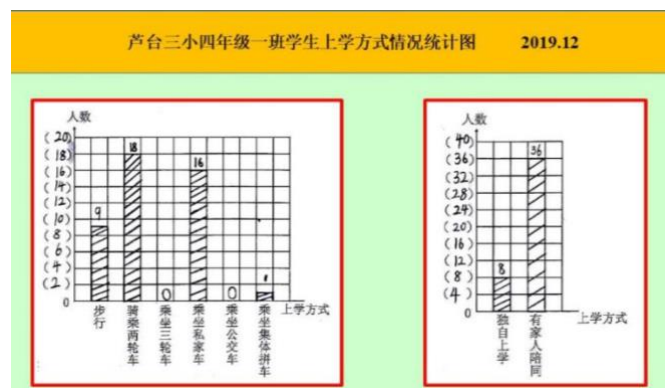 芦台三小四年级一班学生上学方式情况统计图 2019.12
人数
(20)
(18)
(16)
(14)
(12)
(10)
(8)
(6)
(4)
(2)
0
9
18
0
16
0
1
步行
骑乘两轮车
乘坐三轮车
乘坐私家车
乘坐公交车
乘坐集体拼车
上学方式
人数
(40)
(36)
(32)
(28)
(24)
(20)
(16)
(12)
(8)
(4)
0
8
36
独自上学
有家人陪同
上学方式